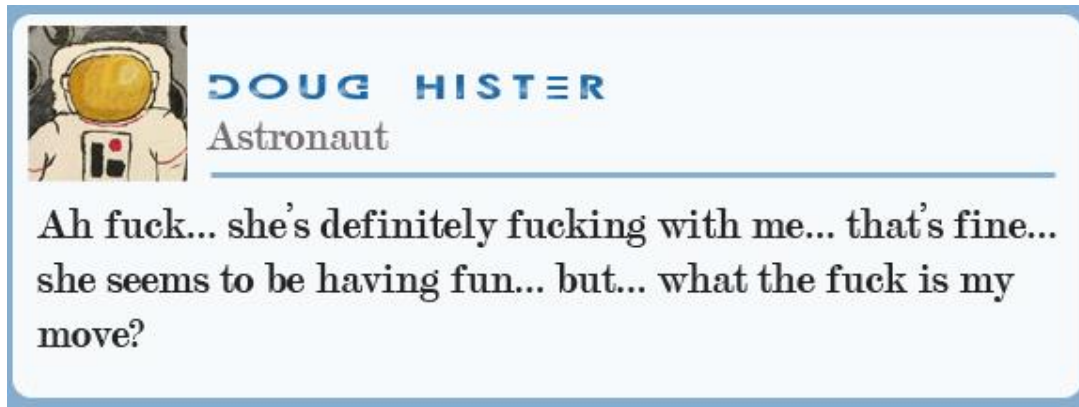 DOUG HISTER
Astronaut
Ah fuck... she's definitely fucking with me... that's fine...
she seems to be having fun... but... what the fuck is my
move?